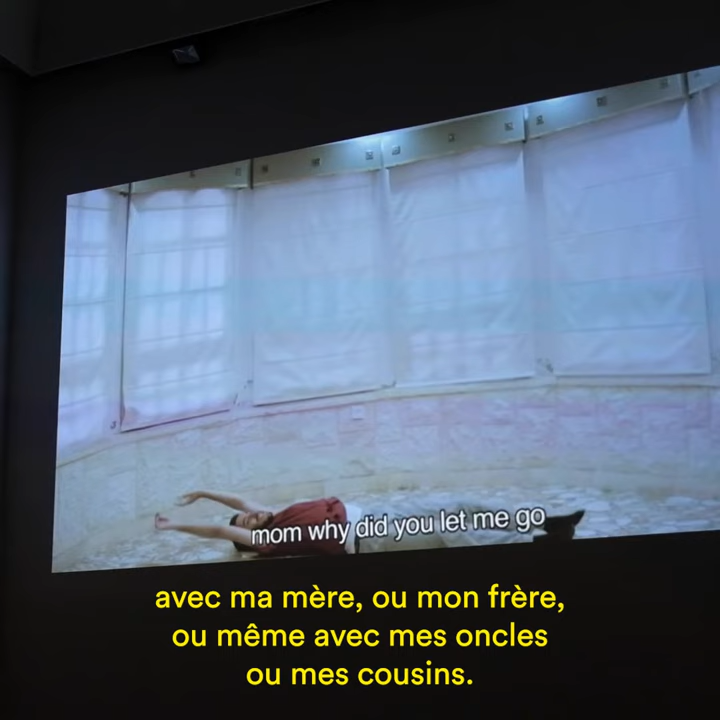 mom why did you let me go
avec ma mère, ou mon frère,
ou même avec mes oncles
ou mes cousins.